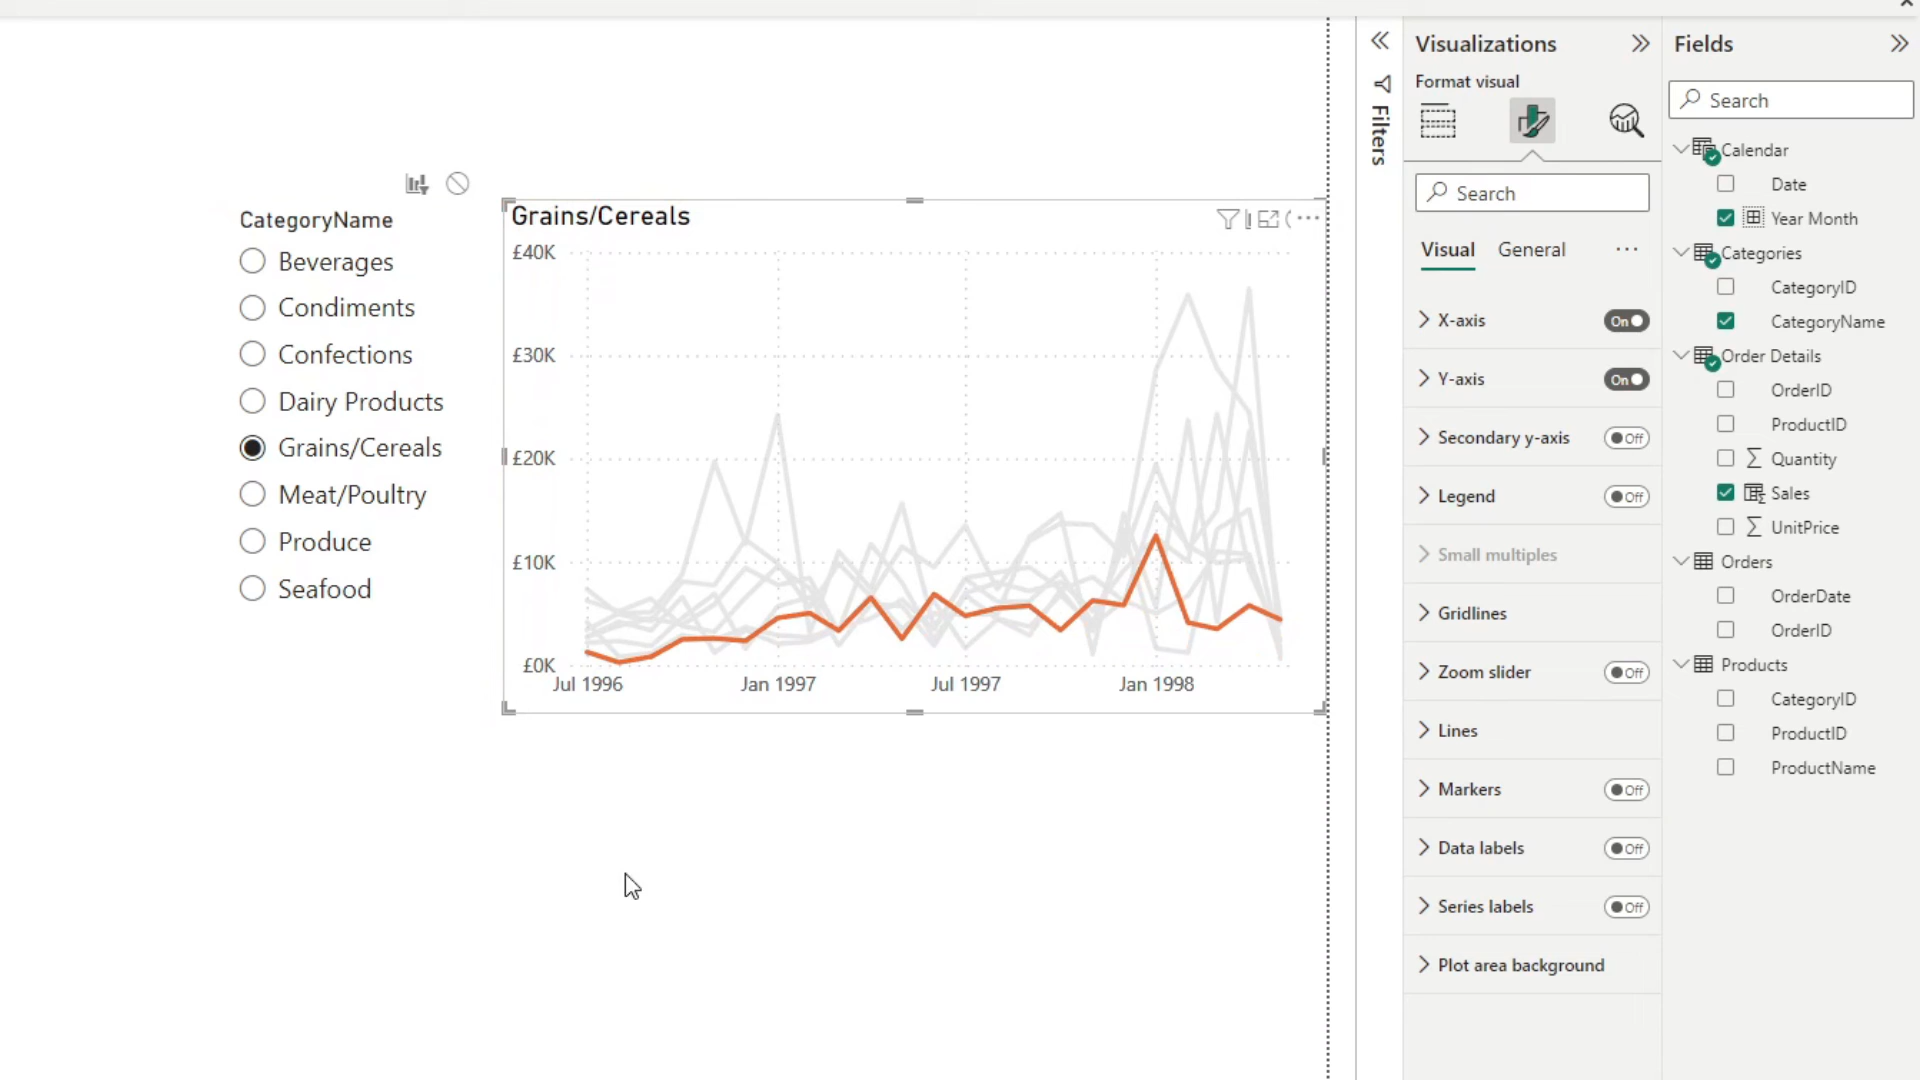 CategoryName
Beverages
Condiments
Confections
Dairy Products
Grains/Cereals
Meat/Poultry
Produce
Seafood
Grains/Cereals
£40K
£30K
£20K
£10K
£0K
Jul 1996
Jan 1997
Jul 1997
Jan 1998
Filters
Visualizations
Format visual
Search
Visual
General
X-axis
On
Y-axis
On
Secondary y-axis
Off
Legend
Off
Small multiples
Gridlines
Zoom slider
Off
Lines
Markers
Off
Data labels
Off
Series labels
Off
Plot area background
Fields
Search
Calendar
Date
Year Month
Categories
CategoryID
CategoryName
Order Details
OrderID
ProductID
Quantity
Sales
UnitPrice
Orders
OrderDate
OrderID
Products
CategoryID
ProductID
ProductName